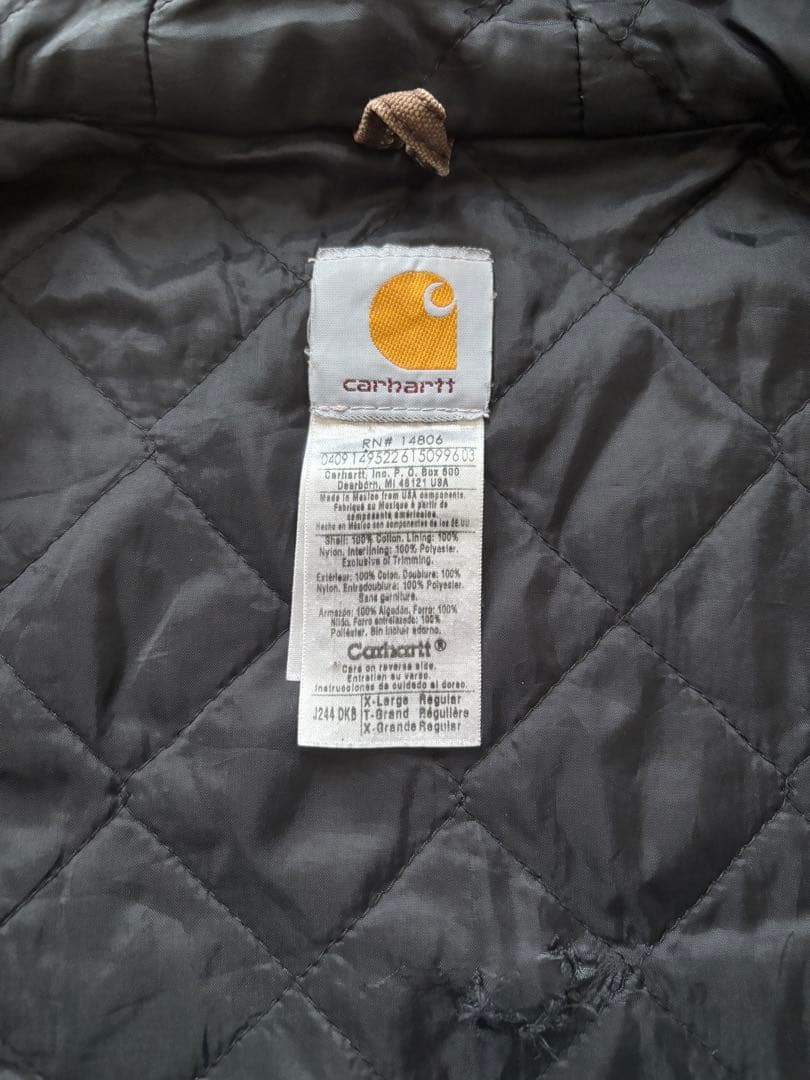 carhartt
RN# 14806
0409149522615099603
Carhartt, Inc. P. O. Box 600
Dearborn, MI 48121 USA
Made in Mexico from USA components.
Fabriqué au Mexique à partir de
composants américains.
Hecho en México con componentes de los EE.UU
Shell: 100% Cotton. Lining: 100%
Nylon. Interlining: 100% Polyester.
Exclusive of Trimming.
Extérieur: 100% Coton. Doublure: 100%
Nylon. Entredoublure: 100% Polyester.
Sans garniture.
Armazón: 100% Algodón. Forro: 100%
Nilón. Forro entrelazado: 100%
Poliéster. Sin incluir adorno.
Carhartt®
Care on reverse side.
Entretien au verso.
Instrucciones de cuidado al dorso.
J244 DKB
X-Large Regular
T-Grand Régulière
X-Grande Regular